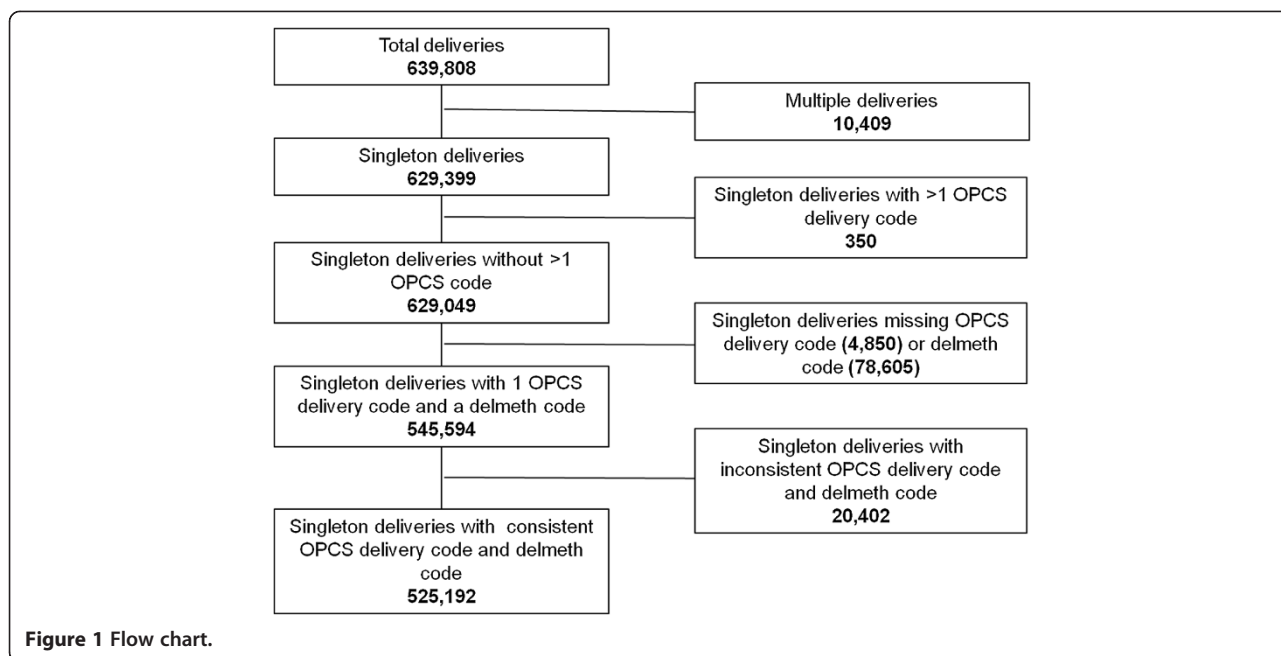 Total deliveries
639,808
Multiple deliveries
10,409
Singleton deliveries
629,399
Singleton deliveries with >1 OPCS
delivery code
350
Singleton deliveries without >1
OPCS code
629,049
Singleton deliveries missing OPCS
delivery code (4,850) or delmeth
code (78,605)
Singleton deliveries with 1 OPCS
delivery code and a delmeth code
545,594
Singleton deliveries with
inconsistent OPCS delivery code
and delmeth code
20,402
Singleton deliveries with consistent
OPCS delivery code and delmeth
code
525,192
Figure 1 Flow chart.